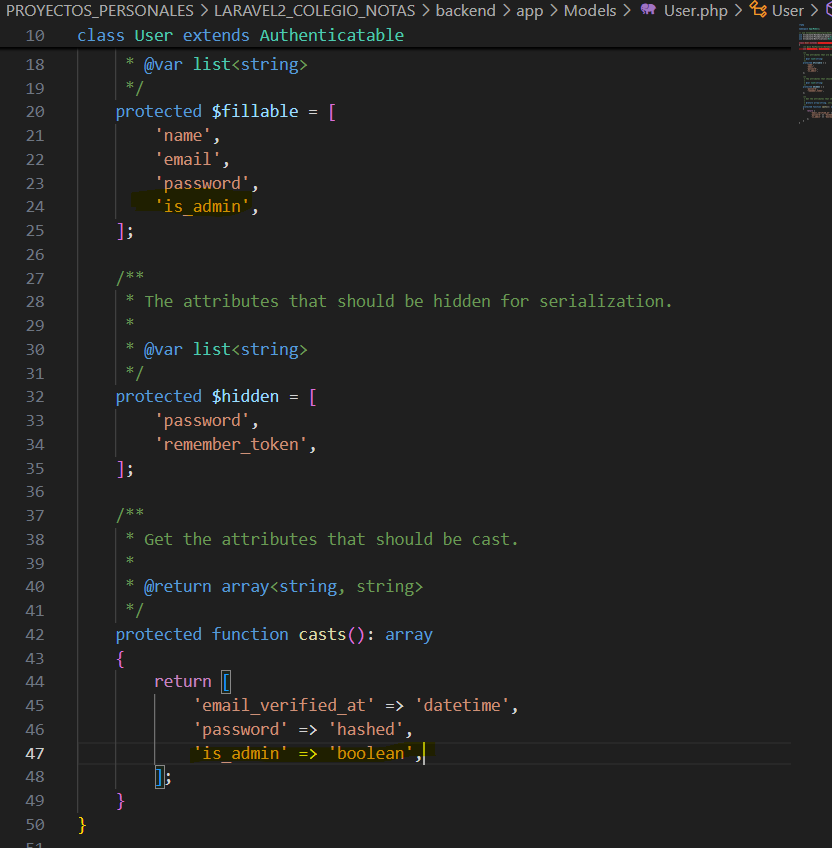 PROYECTOS_PERSONALES > LARAVEL2_COLEGIO_NOTAS > backend > app > Models > User.php > User >
10 class User extends Authenticatable
18      * @var list<string>
19      */
20     protected $fillable = [
21         'name',
22         'email',
23         'password',
24         'is_admin',
25     ];
26
27     /**
28      * The attributes that should be hidden for serialization.
29      *
30      * @var list<string>
31      */
32     protected $hidden = [
33         'password',
34         'remember_token',
35     ];
36
37     /**
38      * Get the attributes that should be cast.
39      *
40      * @return array<string, string>
41      */
42     protected function casts(): array
43     {
44         return [
45             'email_verified_at' => 'datetime',
46             'password' => 'hashed',
47             'is_admin' => 'boolean',
48         ];
49     }
50 }
51